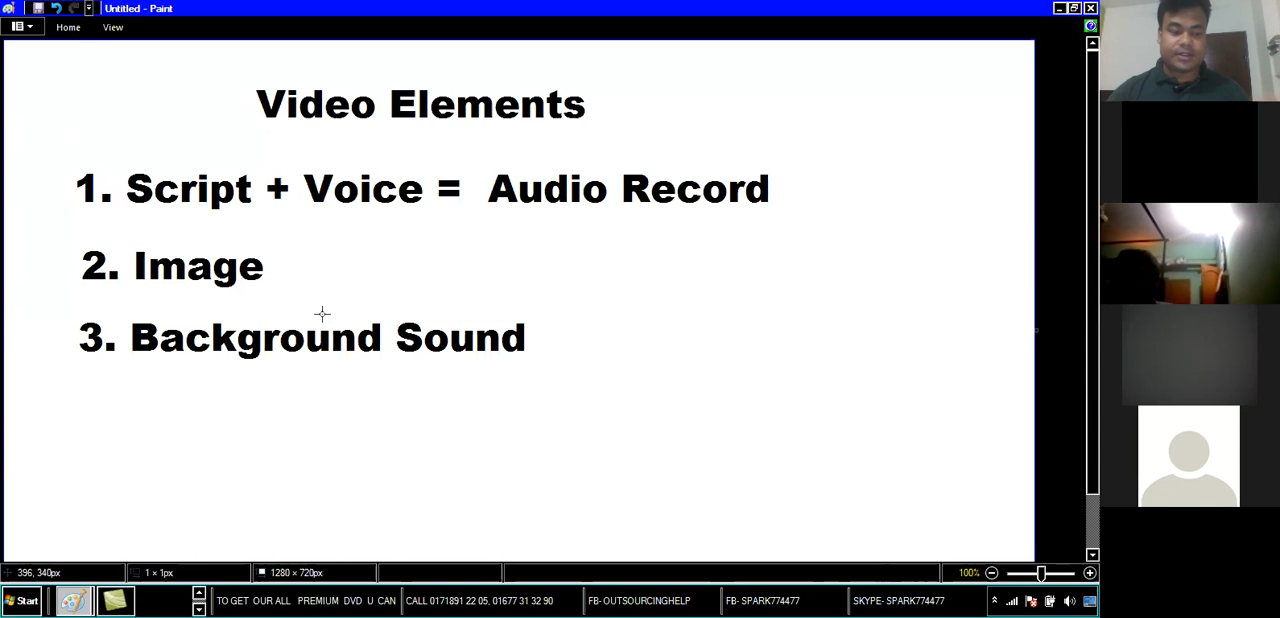 Untitled - Paint
Home View
Video Elements
1. Script + Voice = Audio Record
2. Image
3. Background Sound
396, 340px 1 × 1px 1280 × 720px 100%
Start TO GET OUR ALL PREMIUM DVD U CAN CALL 0171891 22 05, 01677 31 32 90 FB- OUTSOURCINGHELP FB- SPARK774477 SKYPE- SPARK774477